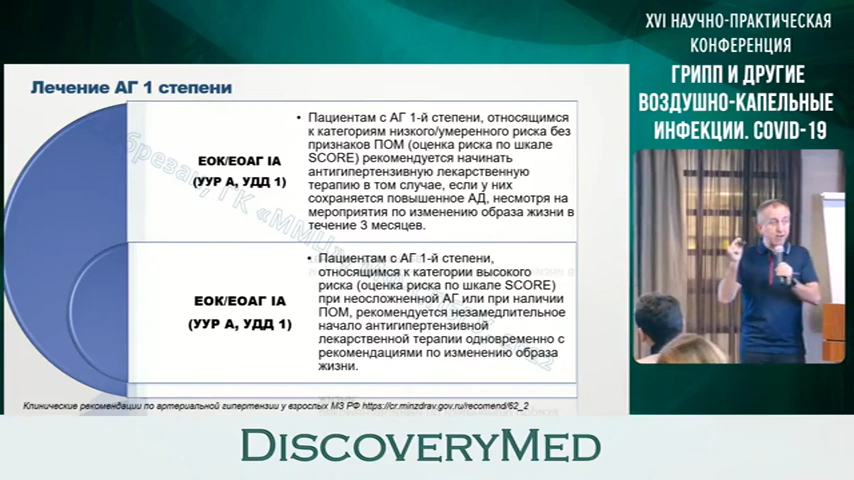 XVI НАУЧНО-ПРАКТИЧЕСКАЯ
КОНФЕРЕНЦИЯ
ГРИПП И ДРУГИЕ
ВОЗДУШНО-КАПЕЛЬНЫЕ
ИНФЕКЦИИ. COVID-19
Лечение АГ 1 степени
ЕОК/ЕОАГ IA
(УУР А, УДД 1)
• Пациентам с АГ 1-й степени, относящимся
к категориям низкого/умеренного риска без
признаков ПОМ (оценка риска по шкале
SCORE) рекомендуется начинать
антигипертензивную лекарственную
терапию в том случае, если у них
сохраняется повышенное АД, несмотря на
мероприятия по изменению образа жизни в
течение 3 месяцев.
ЕОК/ЕОАГ IA
(УУР А, УДД 1)
• Пациентам с АГ 1-й степени,
относящимся к категории высокого
риска (оценка риска по шкале SCORE)
при неосложненной АГ или при наличии
ПОМ, рекомендуется незамедлительное
начало антигипертензивной
лекарственной терапии одновременно с
рекомендациями по изменению образа
жизни.
Клинические рекомендации по артериальной гипертензии у взрослых МЗ РФ https://cr.minzdrav.gov.ru/recomend/62_2
DISCOVERYMED